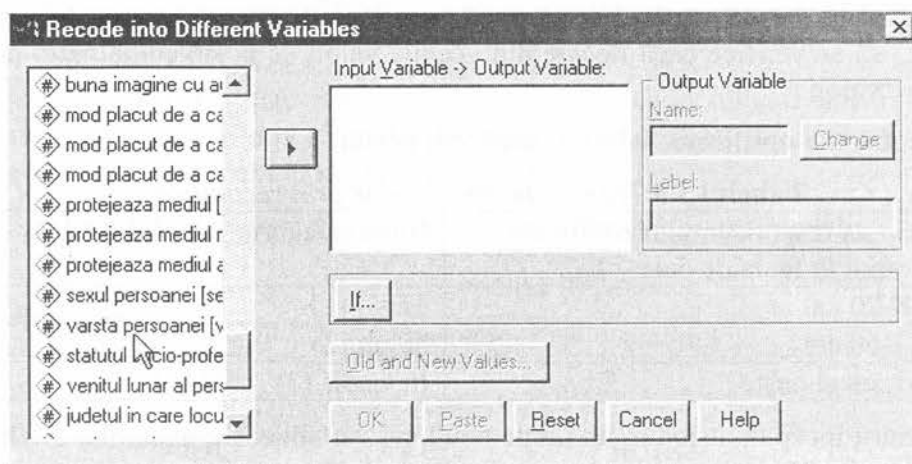 Recode into Different Variables
buna imagine cu
mod placut de a ca
mod placut de a ca
mod placut de a ca
protejeaza mediul [
protejeaza mediul r
protejeaza mediul a
sexul persoanei [se
varsta persoanei [v
statutul
venitul lunar al pers
judetul in care locu
Input Variable -> Output Variable:
Output Variable
Name:
Change
Label:
If...
Old and New Values...
OK
Paste
Reset
Cancel
Help